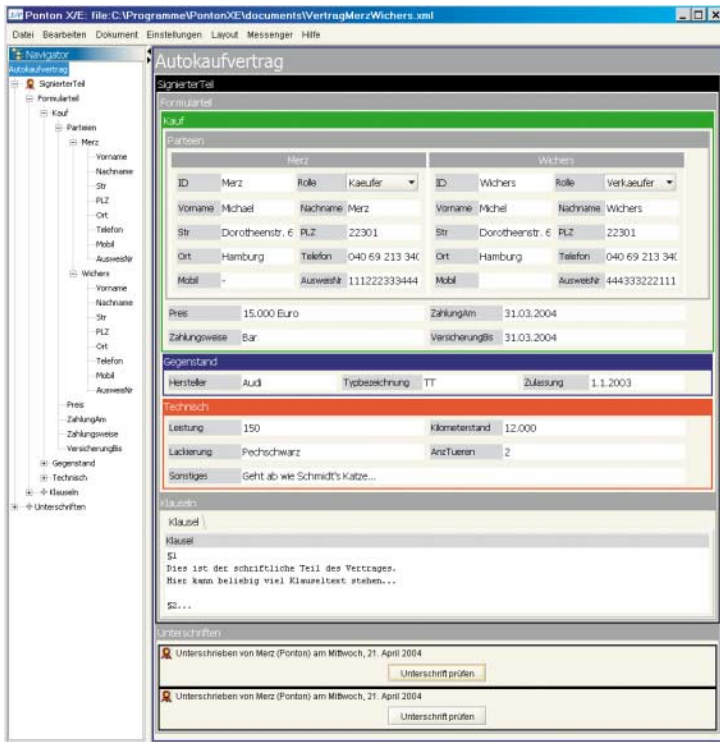 Ponton X/E: file:C:\Programme\PontonXE\documents\VertragMerzWichers.xml
Datei Bearbeiten Dokument Einstellungen Layout Messenger Hilfe
Navigator
Autokaufvertrag
SignierterTeil
Formularteil
Kauf
Parteien
Merz
Vorname
Nachname
Str
PLZ
Ort
Telefon
Mobil
AusweisNr
Wichers
Vorname
Nachname
Str
PLZ
Ort
Telefon
Mobil
AusweisNr
Preis
ZahlungAm
Zahlungsweise
VersicherungBis
Gegenstand
Technisch
Klauseln
Unterschriften
Autokaufvertrag
SignierterTeil
Formularteil
Kauf
Parteien
Merz
ID Merz Rolle Kaeufer
Vorname Michael Nachname Merz
Str Dorotheenstr. 6 PLZ 22301
Ort Hamburg Telefon 040 69 213 34(
Mobil - AusweisNr 111222333444
Wichers
ID Wichers Rolle Verkaeufer
Vorname Michel Nachname Wichers
Str Dorotheenstr. 6 PLZ 22301
Ort Hamburg Telefon 040 69 213 34(
Mobil AusweisNr 444333222111
Preis 15.000 Euro ZahlungAm 31.03.2004
Zahlungsweise Bar VersicherungBis 31.03.2004
Gegenstand
Hersteller Audi Typbezeichnung TT Zulassung 1.1.2003
Technisch
Leistung 150 Kilometerstand 12.000
Lackierung Pechschwarz AnzTueren 2
Sonstiges Geht ab wie Schmidt's Katze...
Klauseln
Klausel
Klausel
§1
Dies ist der schriftliche Teil des Vertrages.
Hier kann beliebig viel Klauseltext stehen...
§2...
Unterschriften
Unterschrieben von Merz (Ponton) am Mittwoch, 21. April 2004
Unterschrift prüfen
Unterschrieben von Merz (Ponton) am Mittwoch, 21. April 2004
Unterschrift prüfen